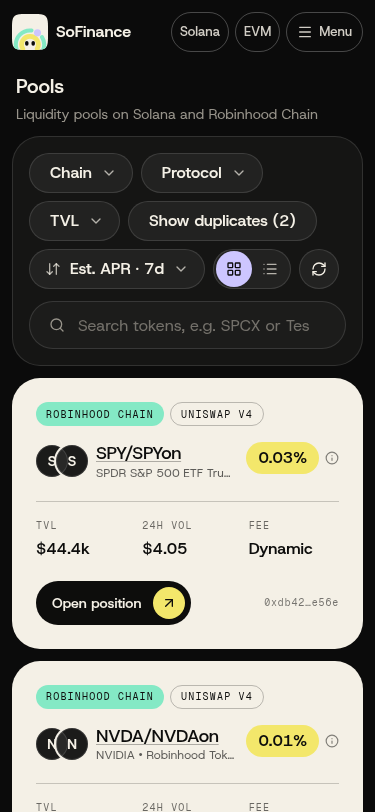 SoFinance
Solana
EVM
Menu
Pools
Liquidity pools on Solana and Robinhood Chain
Chain
Protocol
TVL
Show duplicates (2)
Est. APR · 7d
Search tokens, e.g. SPCX or Tes
ROBINHOOD CHAIN
UNISWAP V4
S S
SPY/SPYon
SPDR S&P 500 ETF Tru…
0.03%
TVL
24H VOL
FEE
$44.4k
$4.05
Dynamic
Open position
0xdb42…e56e
ROBINHOOD CHAIN
UNISWAP V4
N N
NVDA/NVDAon
NVIDIA • Robinhood Tok…
0.01%
TVL
24H VOL
FEE